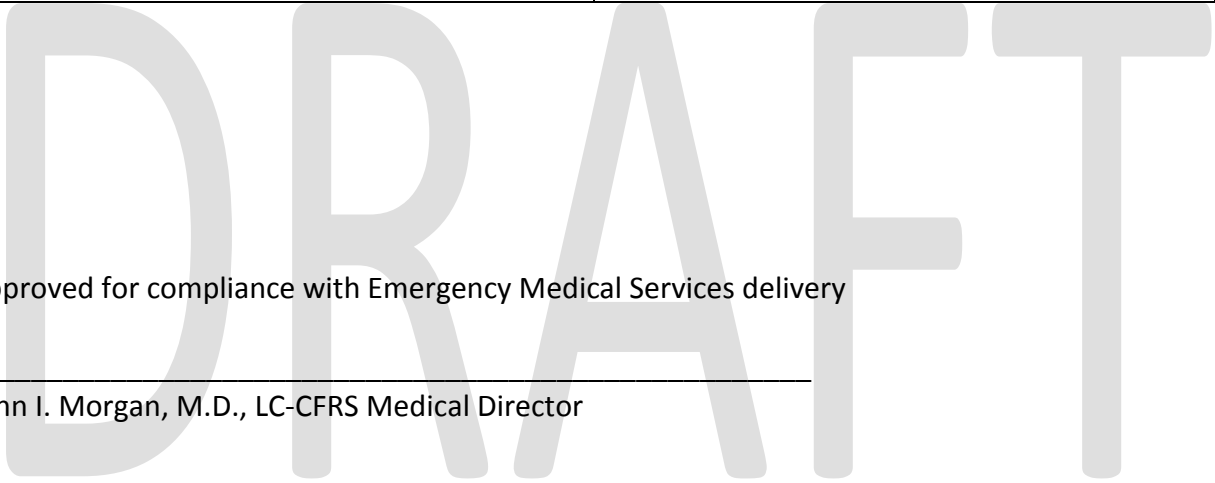 DRAFT
pproved for compliance with Emergency Medical Services delivery
nn I. Morgan, M.D., LC-CFRS Medical Director